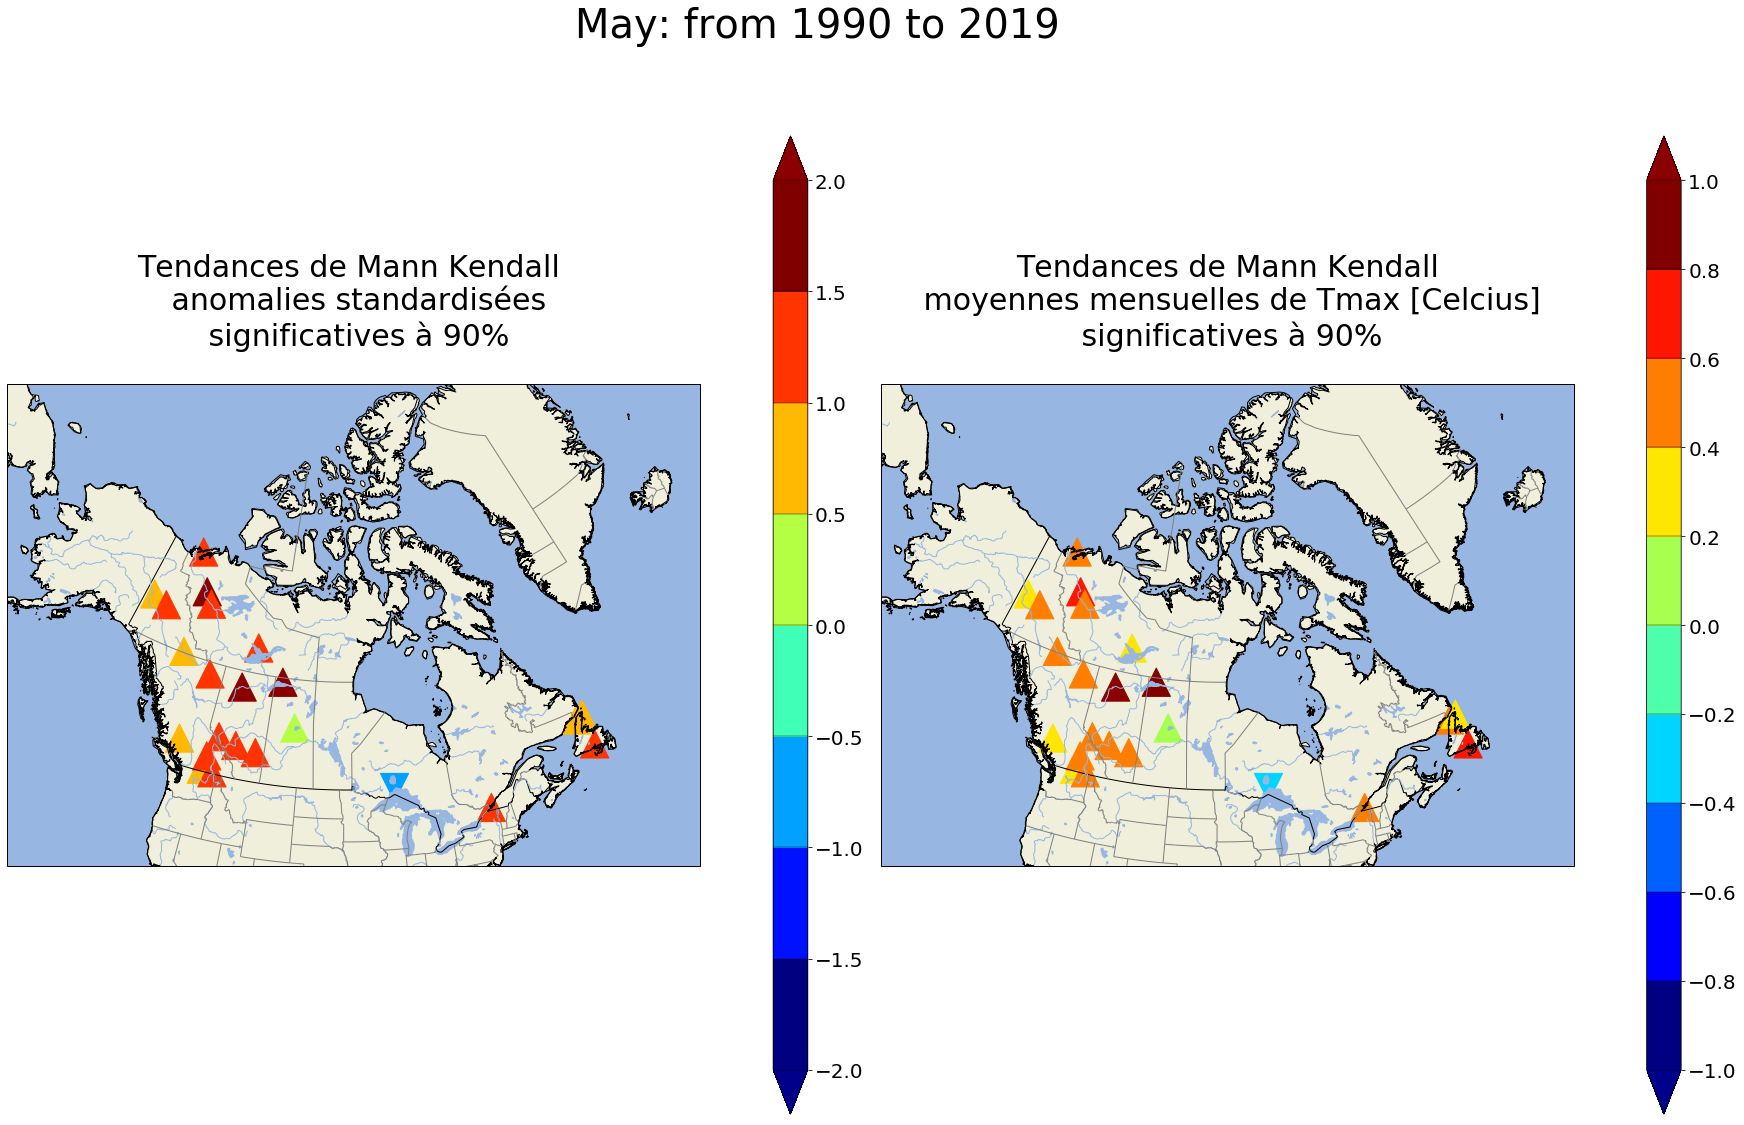 May: from 1990 to 2019
Tendances de Mann Kendall
anomalies standardisées
significatives à 90%
2.0
1.5
1.0
0.5
0.0
−0.5
−1.0
−1.5
−2.0
Tendances de Mann Kendall
moyennes mensuelles de Tmax [Celcius]
significatives à 90%
1.0
0.8
0.6
0.4
0.2
0.0
−0.2
−0.4
−0.6
−0.8
−1.0